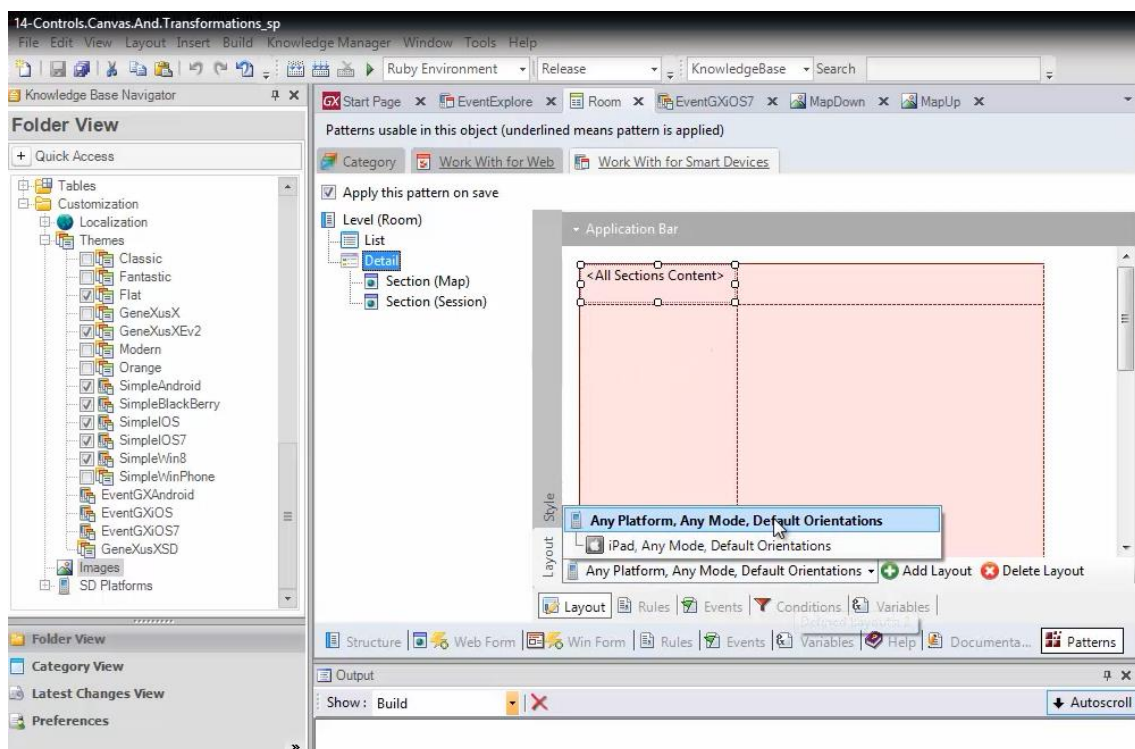 14-Controls.Canvas.And.Transformations_sp
File Edit View Layout Insert Build Knowledge Manager Window Tools Help
Ruby Environment Release KnowledgeBase Search
Knowledge Base Navigator
Start Page EventExplore Room EventGXiOS7 MapDown MapUp
Folder View
Patterns usable in this object (underlined means pattern is applied)
Quick Access
Category Work With for Web Work With for Smart Devices
Apply this pattern on save
Tables
Customization
Localization
Themes
Classic
Fantastic
Flat
GeneXusX
GeneXusXEv2
Modern
Orange
SimpleAndroid
SimpleBlackBerry
SimpleIOS
SimpleIOS7
SimpleWin8
SimpleWinPhone
EventGXAndroid
EventGXiOS
EventGXiOS7
GeneXusXSD
Images
SD Platforms
Level (Room)
List
Detail
Section (Map)
Section (Session)
Application Bar
<All Sections Content>
Style
Layout
Any Platform, Any Mode, Default Orientations
iPad, Any Mode, Default Orientations
Any Platform, Any Mode, Default Orientations Add Layout Delete Layout
Layout Rules Events Conditions Variables
Structure Web Form Win Form Rules Events Variables Help Documenta... Patterns
Folder View
Category View
Latest Changes View
Preferences
Output
Show: Build Autoscroll